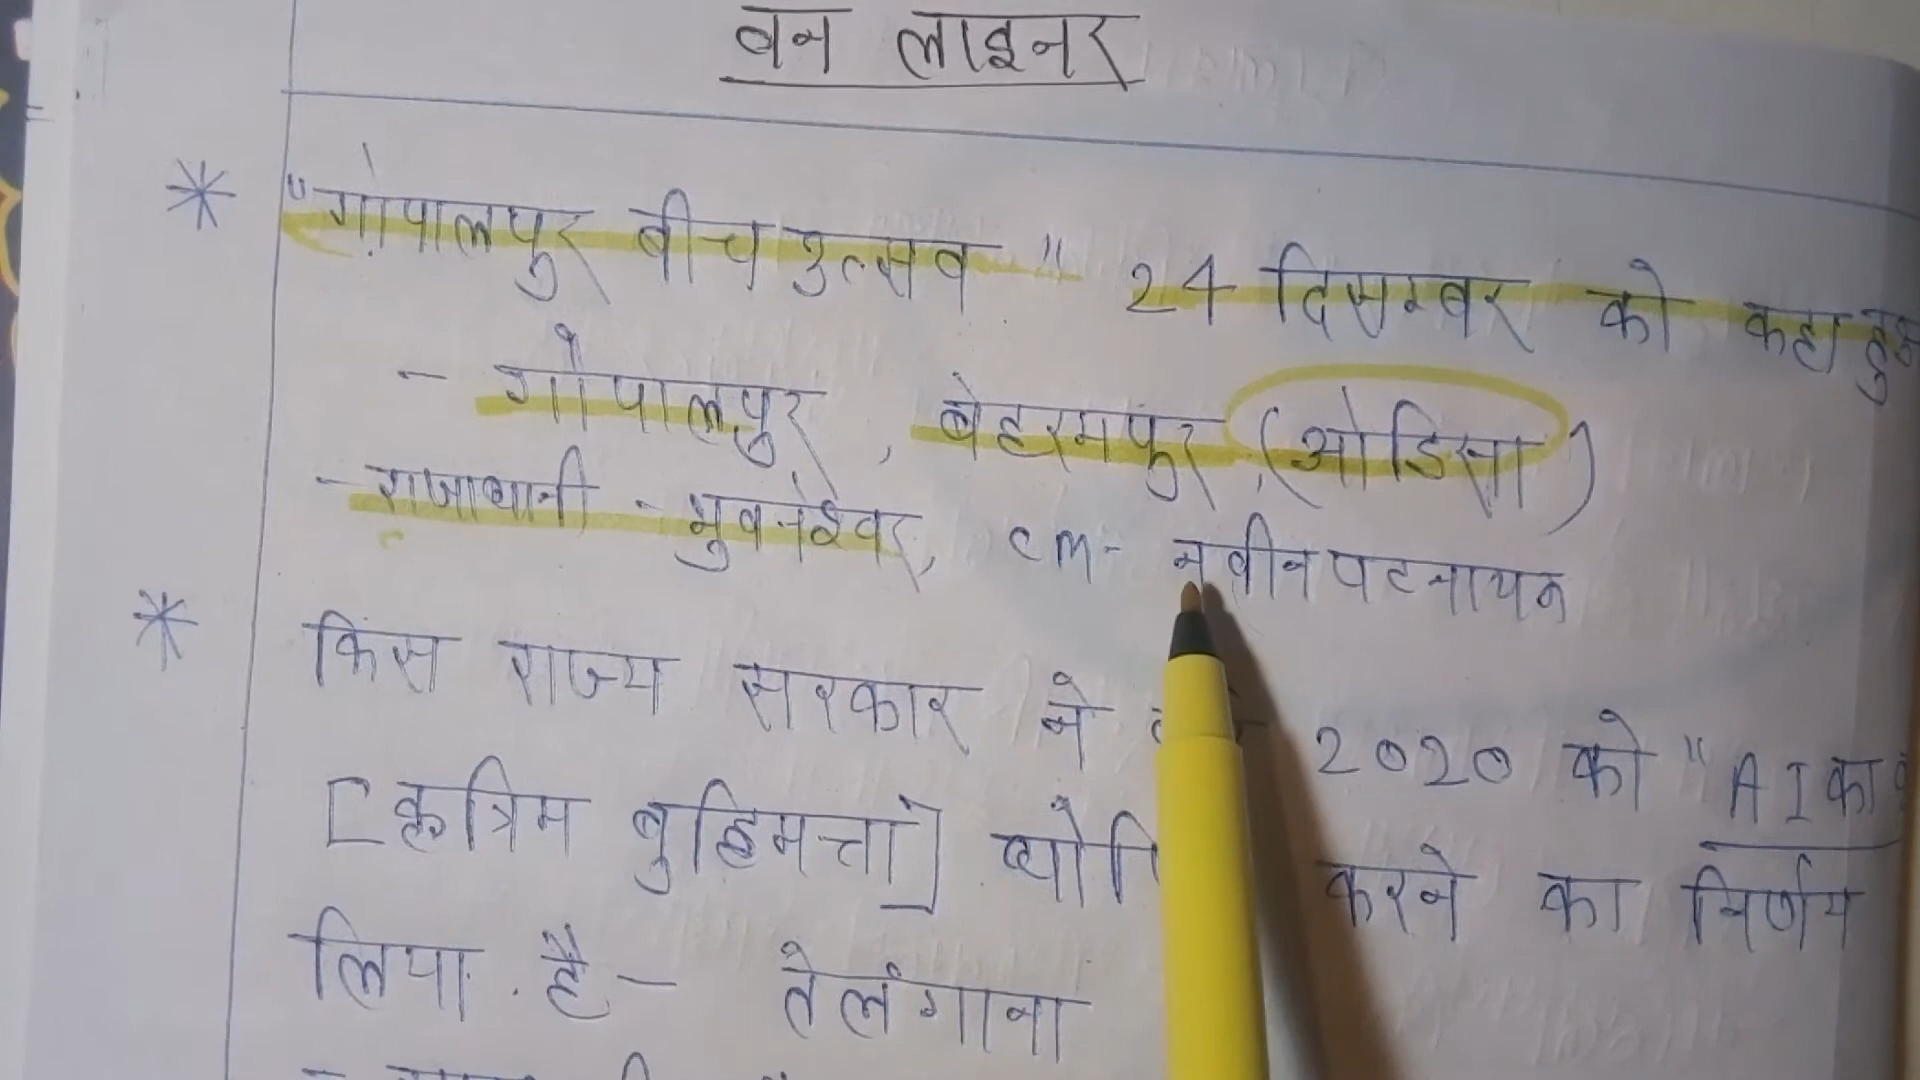 वन लाइनर
* "गोपालपुर बीच उत्सव" 24 दिसम्बर को कहा
- गोपालपुर, बेहरमपुर (ओडिसा)
- राजाधानी - भुवनेश्वर, cm- नवीन पटनायक
* किस राज्य सरकार ने 2020 को "AI का
[कृत्रिम बुद्धिमत्ता] करने का निर्णय
लिया है - तेलंगाना